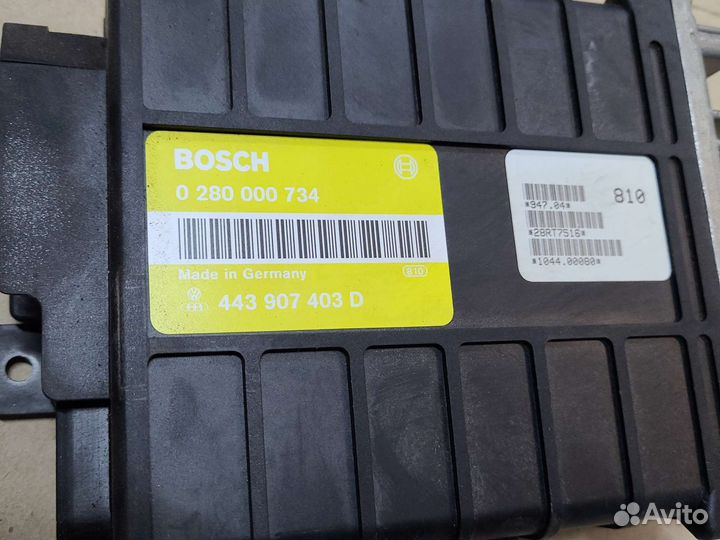 BOSCH
0 280 000 734
Made in Germany
810
443 907 403 D
810
*947.04*
*28RT7516*
*1044.00080*
Avito